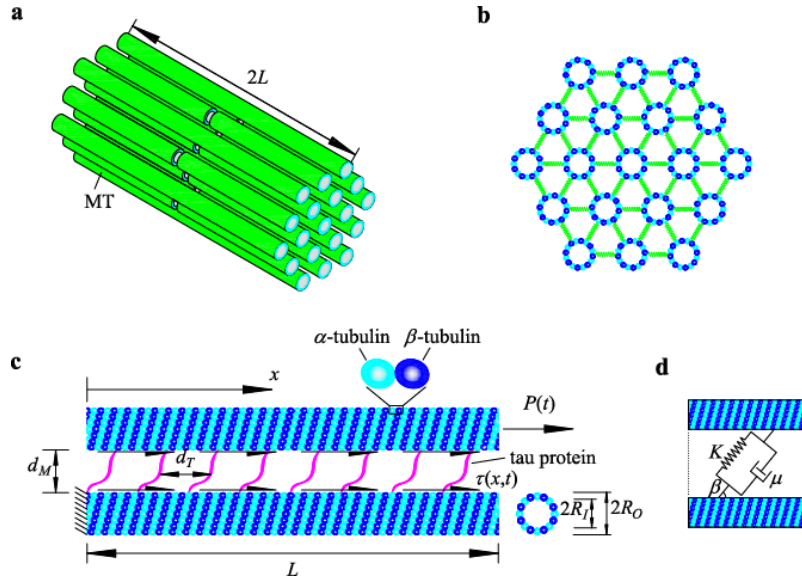 a
2L
MT
b
c
α-tubulin
β-tubulin
x
P(t)
d_M
d_T
tau protein
τ(x,t)
2R_I
2R_O
L
d
K
μ
β